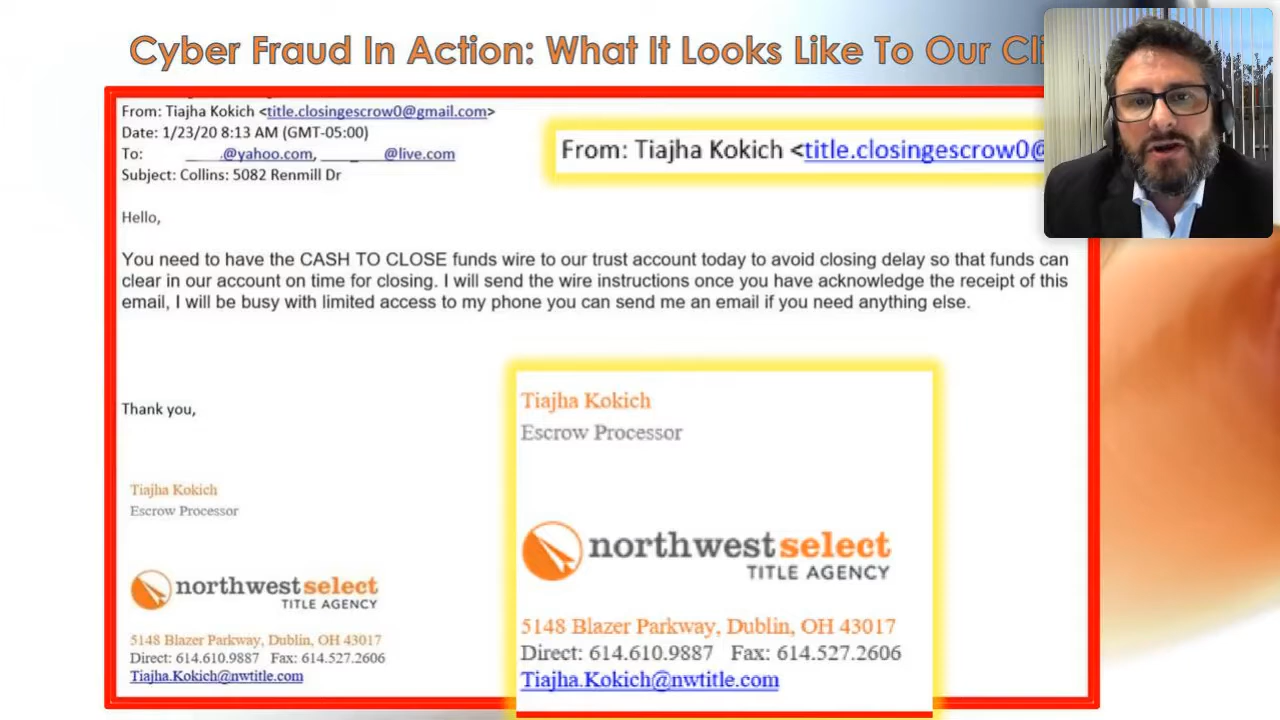 Cyber Fraud In Action: What It Looks Like To Our
From: Tiajha Kokich <title.closingescrow0@gmail.com>
Date: 1/23/20 8:13 AM (GMT-05:00)
To: .@yahoo.com, @live.com
Subject: Collins: 5082 Renmill Dr
From: Tiajha Kokich <title.closingescrow0@
Hello,
You need to have the CASH TO CLOSE funds wire to our trust account today to avoid closing delay so that funds can
clear in our account on time for closing. I will send the wire instructions once you have acknowledge the receipt of this
email, I will be busy with limited access to my phone you can send me an email if you need anything else.
Thank you,
Tiajha Kokich
Escrow Processor
northwest select
TITLE AGENCY
5148 Blazer Parkway, Dublin, OH 43017
Direct: 614.610.9887 Fax: 614.527.2606
Tiajha.Kokich@nwtitle.com
Tiajha Kokich
Escrow Processor
northwest select
TITLE AGENCY
5148 Blazer Parkway, Dublin, OH 43017
Direct: 614.610.9887 Fax: 614.527.2606
Tiajha.Kokich@nwtitle.com